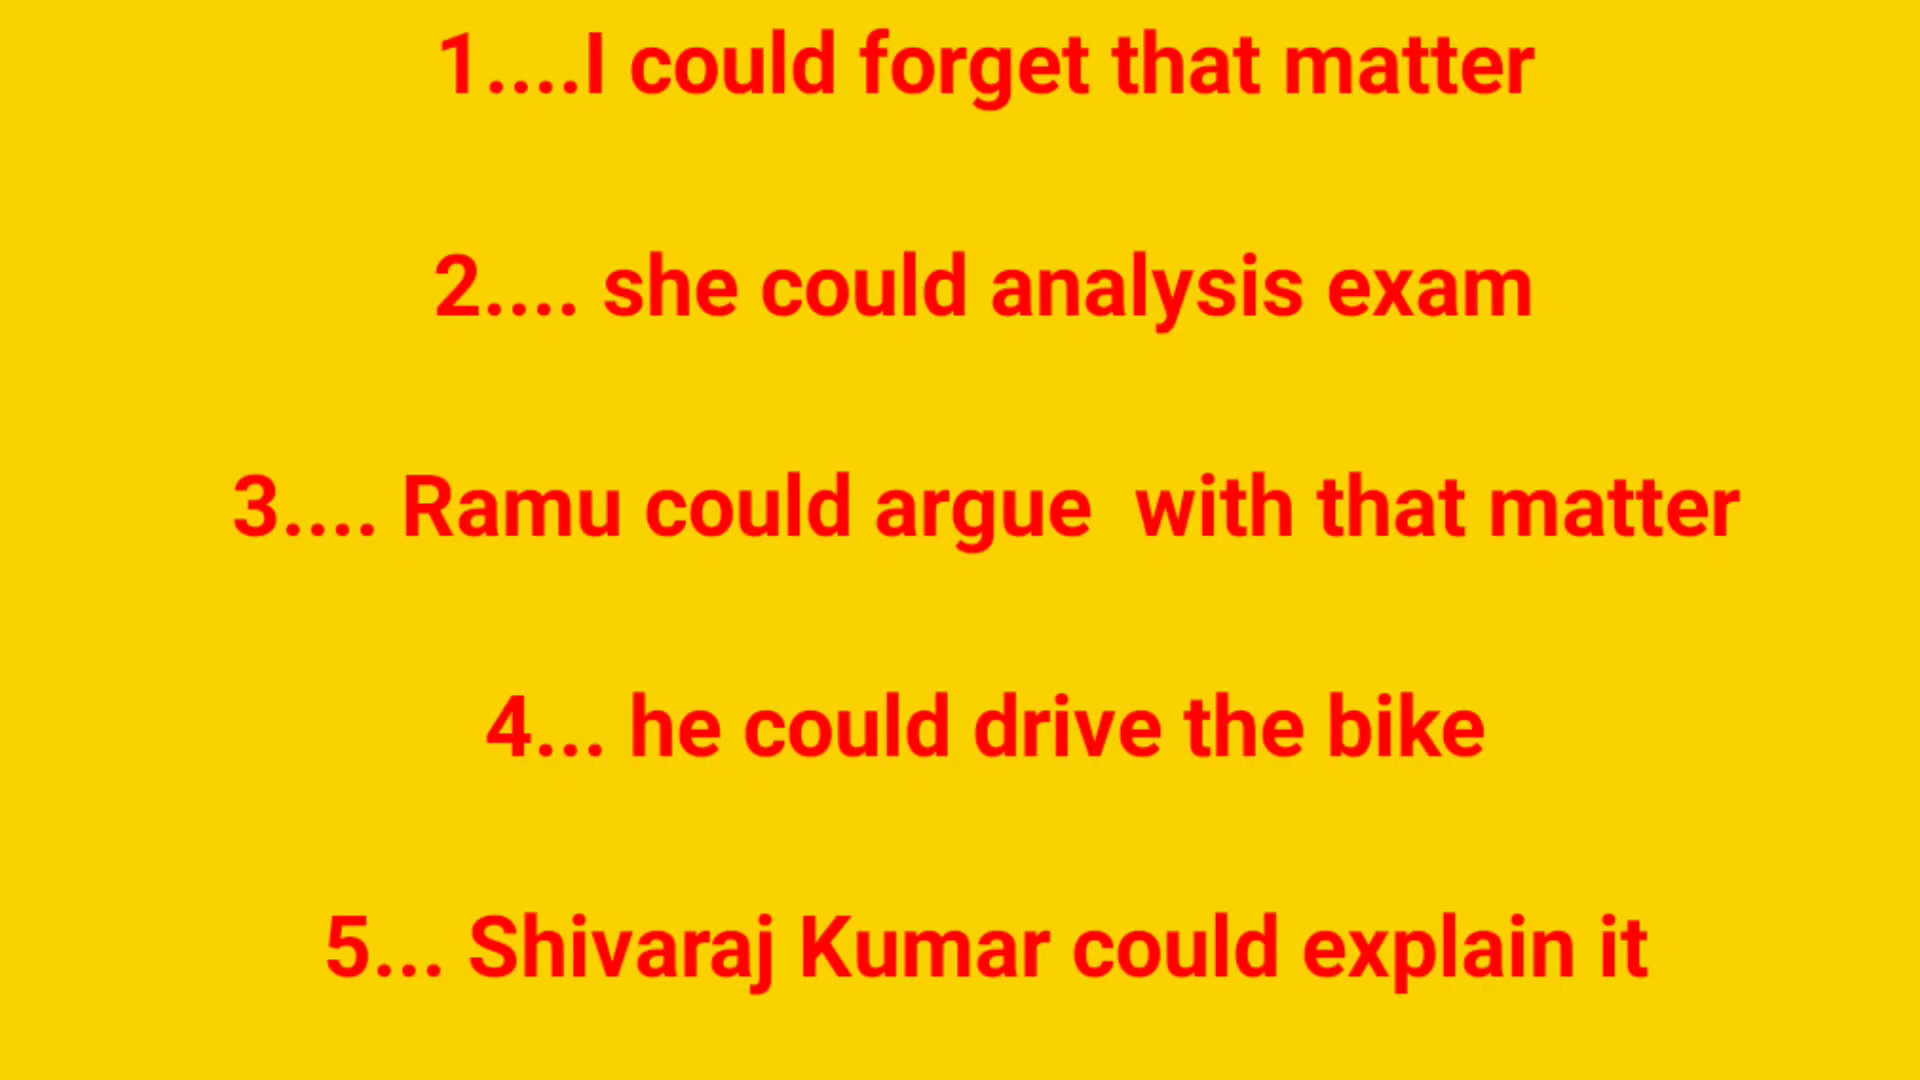 1....I could forget that matter
2.... she could analysis exam
3.... Ramu could argue  with that matter
4... he could drive the bike
5... Shivaraj Kumar could explain it